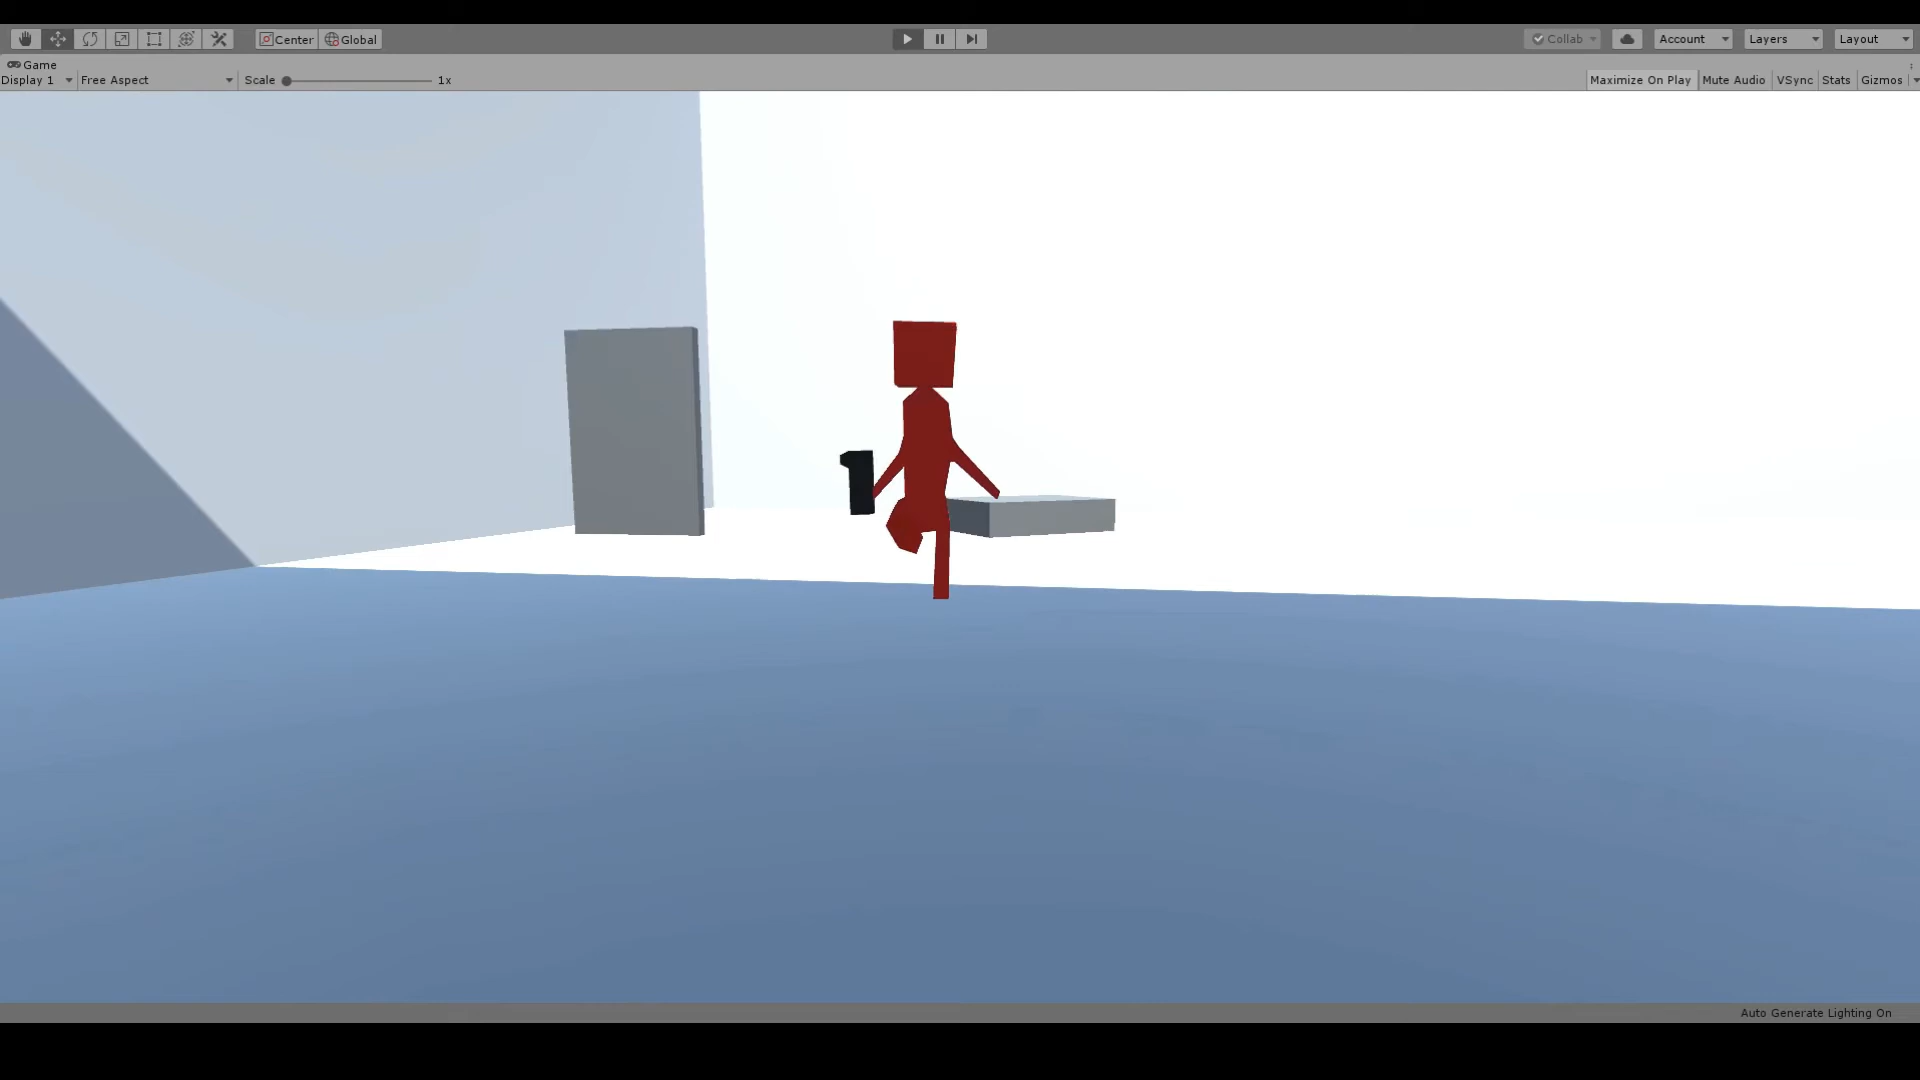 Center Global Collab Account Layers Layout
Game
Display 1 Free Aspect Scale 1x Maximize On Play Mute Audio VSync Stats Gizmos
Auto Generate Lighting On